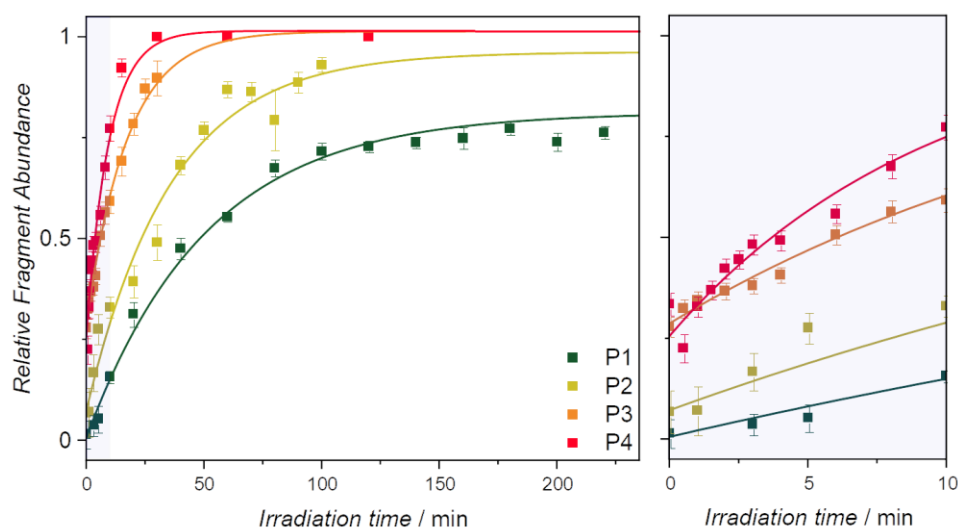 Relative Fragment Abundance
1
0.5
0
P1
P2
P3
P4
0 50 100 150 200
Irradiation time / min
0 5 10
Irradiation time / min